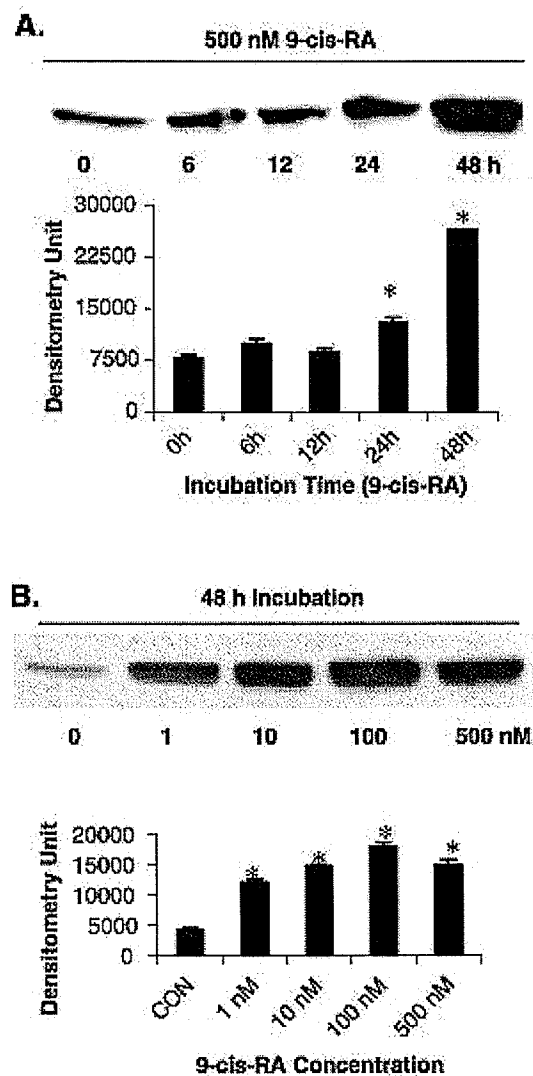 A.
500 nM 9-cis-RA
0 6 12 24 48 h
30000
22500
15000
7500
0
Densitometry Unit
*
*
0h 6h 12h 24h 48h
Incubation Time (9-cis-RA)
B.
48 h Incubation
0 1 10 100 500 nM
20000
15000
10000
5000
0
Densitometry Unit
* * * *
CON 1 nM 10 nM 100 nM 500 nM
9-cis-RA Concentration